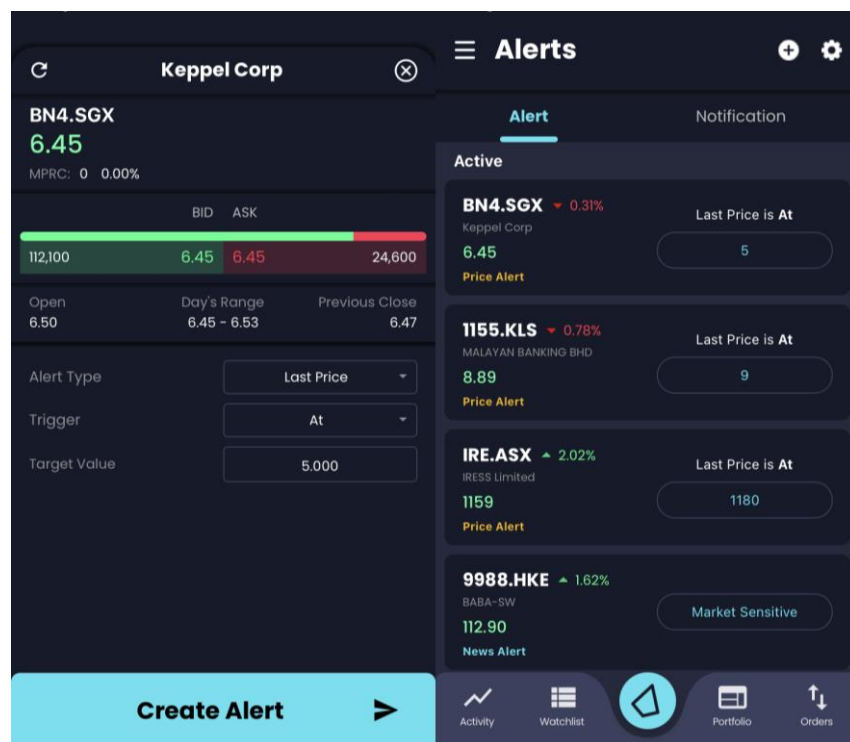 Keppel Corp
BN4.SGX
6.45
MPRC: 0 0.00%
BID ASK
112,100 6.45 6.45 24,600
Open Day's Range Previous Close
6.50 6.45 - 6.53 6.47
Alert Type Last Price
Trigger At
Target Value 5.000
Create Alert
Alerts
Alert Notification
Active
BN4.SGX 0.31%
Keppel Corp
Last Price is At
6.45
5
Price Alert
1155.KLS 0.78%
MALAYAN BANKING BHD
Last Price is At
8.89
9
Price Alert
IRE.ASX 2.02%
IRESS Limited
Last Price is At
1159
1180
Price Alert
9988.HKE 1.62%
BABA-SW
Market Sensitive
112.90
News Alert
Activity Watchlist Portfolio Orders